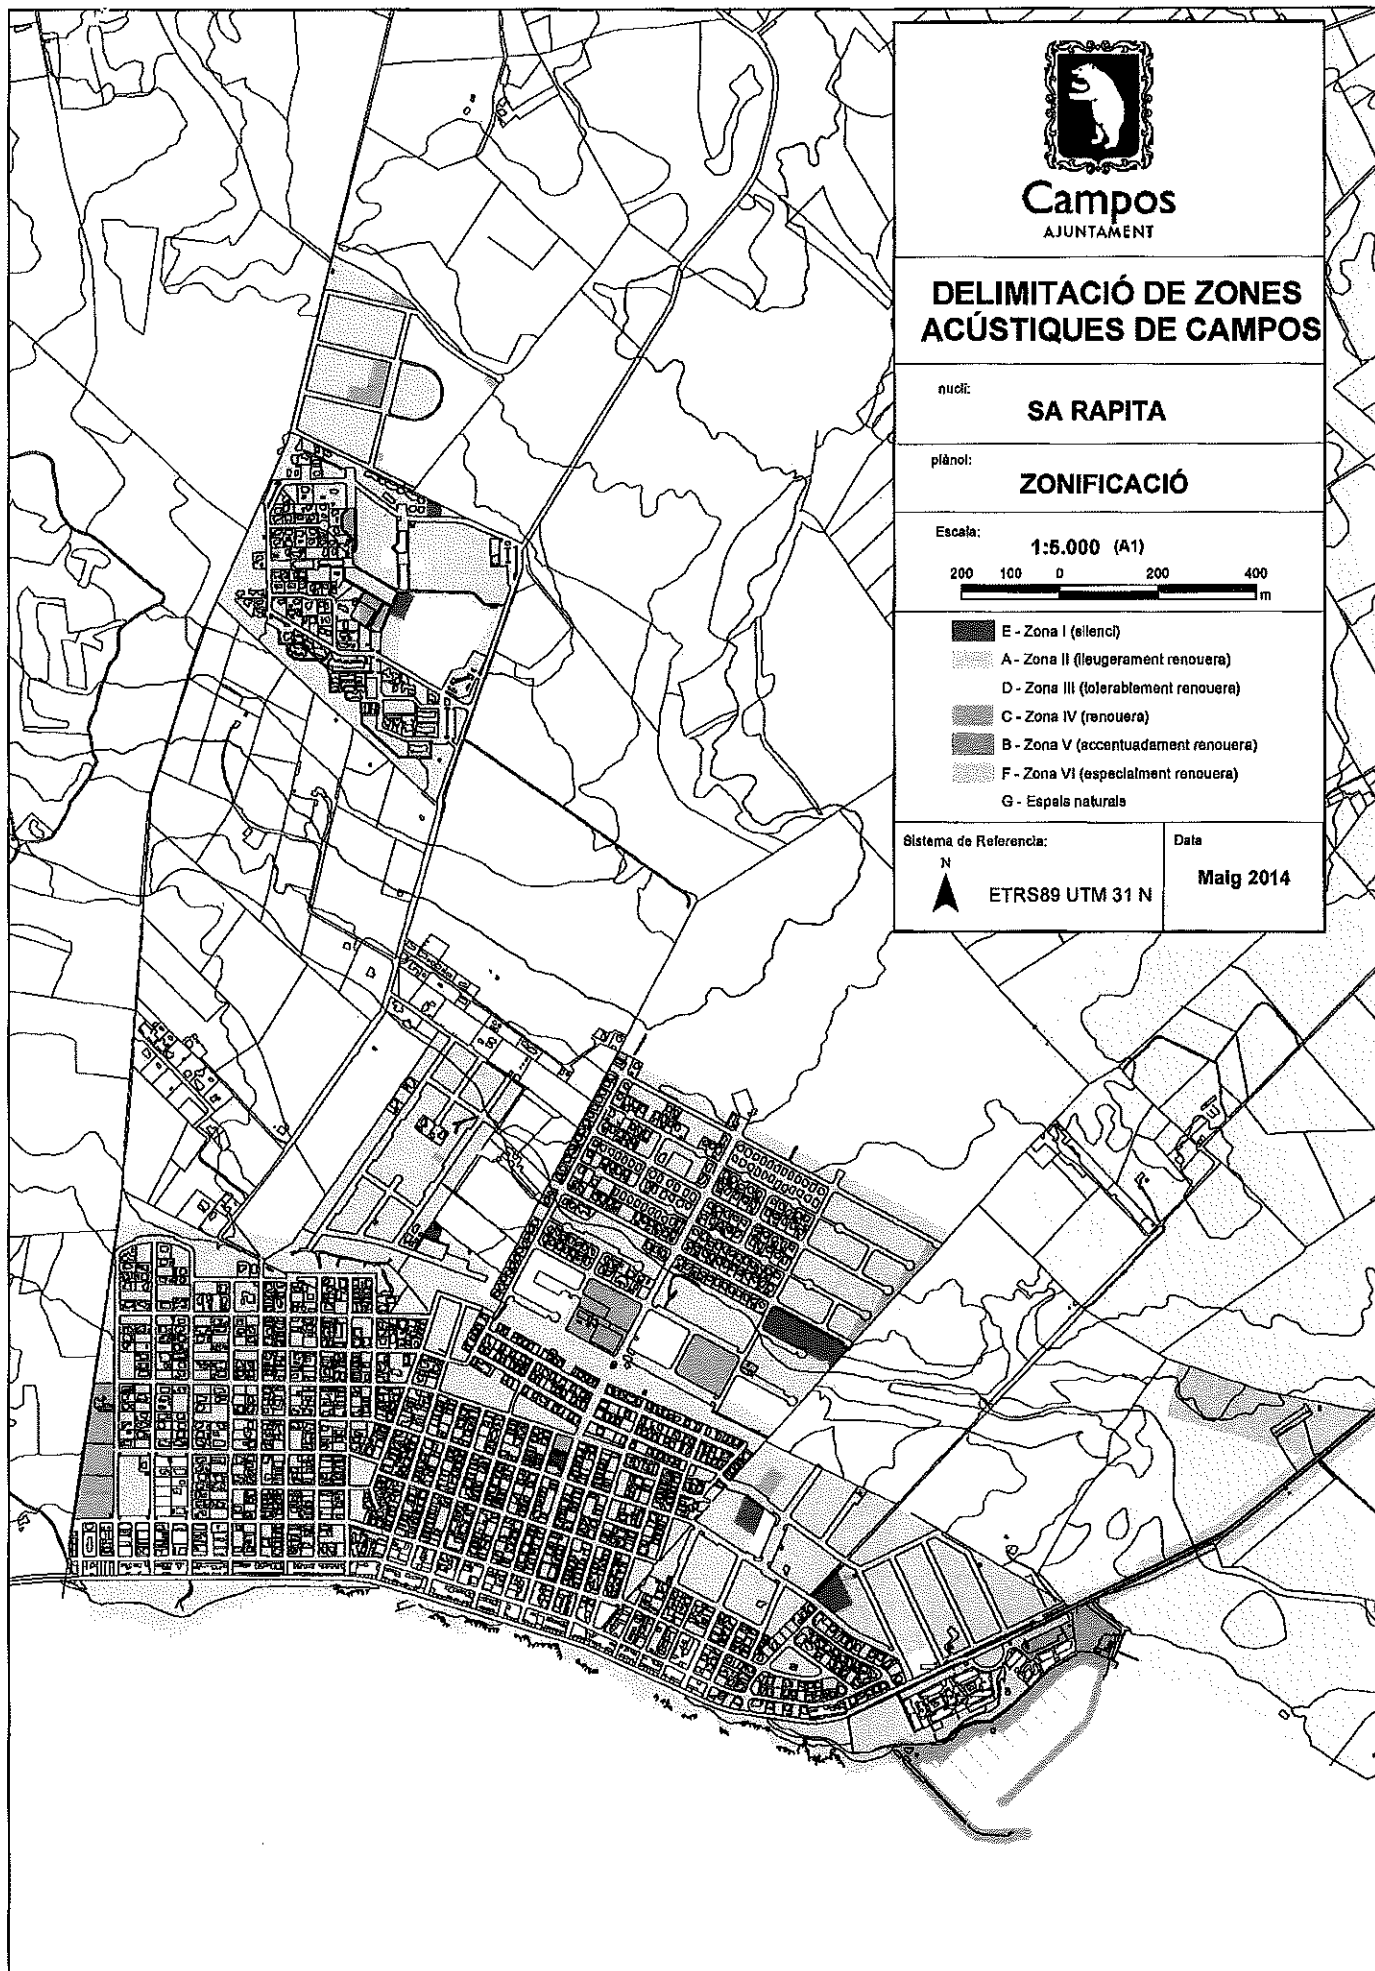 Campos
AJUNTAMENT
DELIMITACIÓ DE ZONES
ACÚSTIQUES DE CAMPOS
nucli:
SA RAPITA
plànol:
ZONIFICACIÓ
Escala:
1:5.000 (A1)
200 100 0 200 400
m
E - Zona I (silenci)
A - Zona II (lleugerament renouera)
D - Zona III (tolerablement renouera)
C - Zona IV (renouera)
B - Zona V (accentuadament renouera)
F - Zona VI (especialment renouera)
G - Espais naturals
Sistema de Referencia:
N
ETRS89 UTM 31 N
Data
Maig 2014